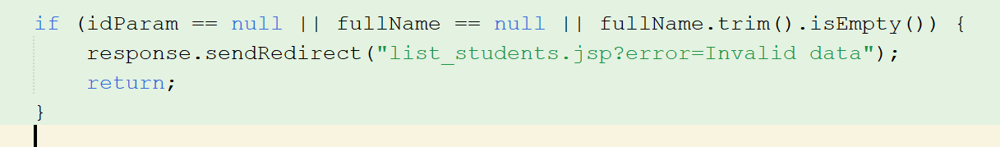 if (idParam == null || fullName == null || fullName.trim().isEmpty()) {
    response.sendRedirect("list_students.jsp?error=Invalid data");
    return;
}